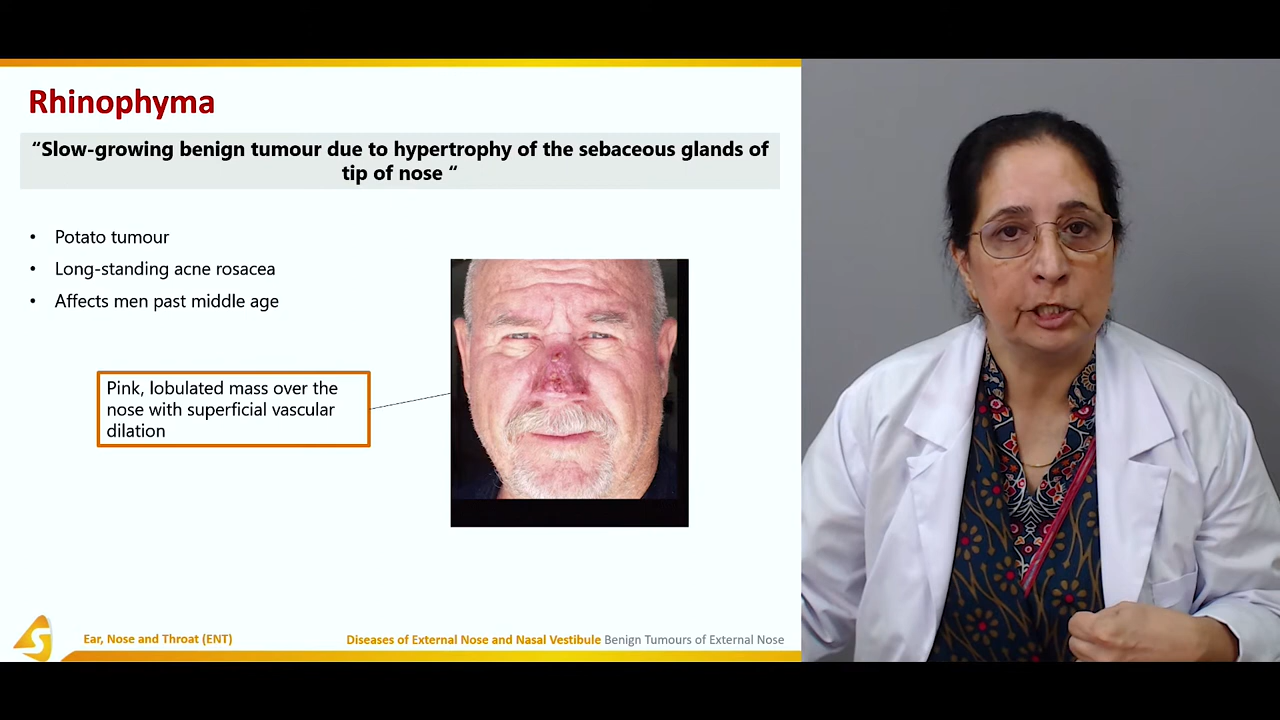 Rhinophyma
“Slow-growing benign tumour due to hypertrophy of the sebaceous glands of
tip of nose “
• Potato tumour
• Long-standing acne rosacea
• Affects men past middle age
Pink, lobulated mass over the
nose with superficial vascular
dilation
Ear, Nose and Throat (ENT)
Diseases of External Nose and Nasal Vestibule Benign Tumours of External Nose